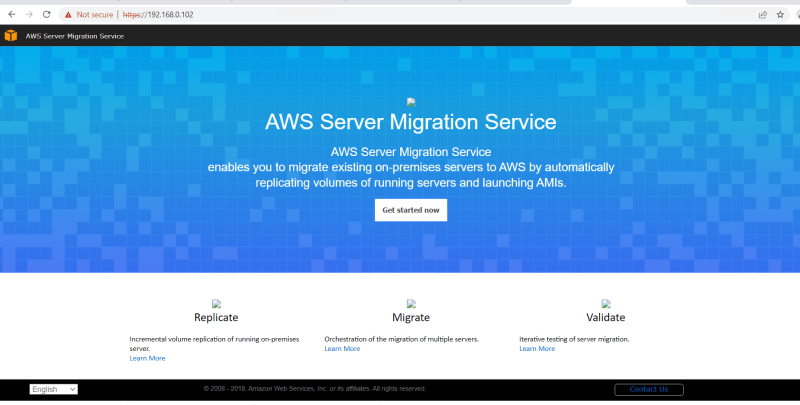 Not secure | https://192.168.0.102
AWS Server Migration Service
AWS Server Migration Service
AWS Server Migration Service
enables you to migrate existing on-premises servers to AWS by automatically
replicating volumes of running servers and launching AMIs.
Get started now
Replicate
Incremental volume replication of running on-premises
server.
Learn More
Migrate
Orchestration of the migration of multiple servers.
Learn More
Validate
Iterative testing of server migration.
Learn More
English
© 2008 - 2018, Amazon Web Services, Inc. or its affiliates. All rights reserved.
Contact Us